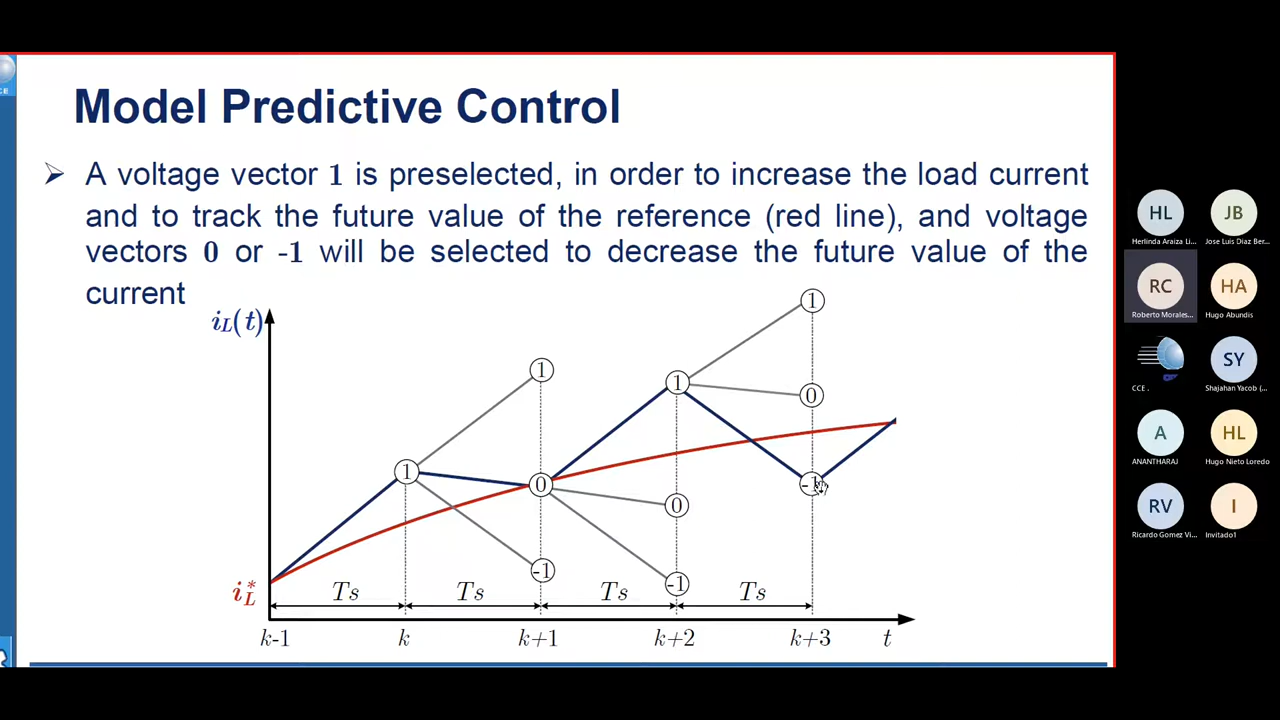 CE
Model Predictive Control
➢ A voltage vector 1 is preselected, in order to increase the load current
and to track the future value of the reference (red line), and voltage
vectors 0 or -1 will be selected to decrease the future value of the
current
iL(t)
1
1
1
0
1
0
-1
0
-1
-1
iL*
Ts Ts Ts Ts
k-1 k k+1 k+2 k+3 t
HL JB
Herlinda Araiza Li... Jose Luis Diaz Ber...
RC HA
Roberto Morales... Hugo Abundis
SY
CCE . Shajahan Yacob (...
A HL
ANANTHARAJ Hugo Nieto Loredo
RV I
Ricardo Gomez Vi... Invitado1